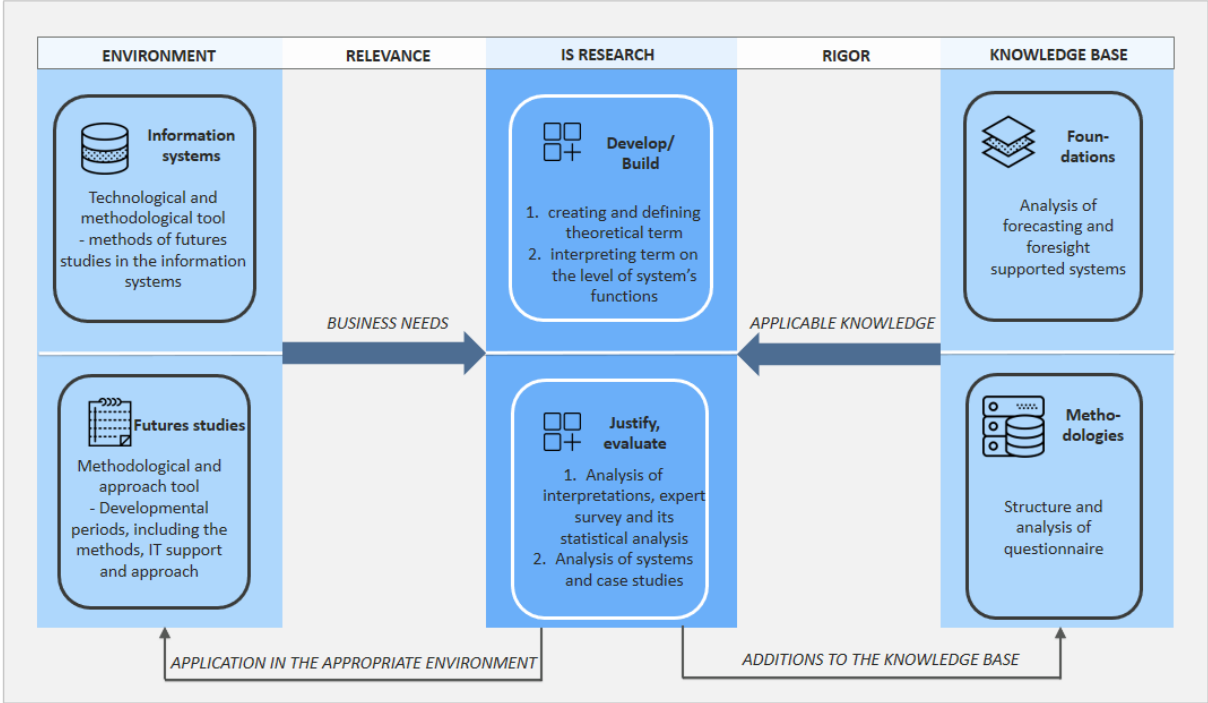 ENVIRONMENT
RELEVANCE
IS RESEARCH
RIGOR
KNOWLEDGE BASE
Information
systems
Technological and
methodological tool
- methods of futures
studies in the information
systems
Futures studies
Methodological and
approach tool
- Developmental
periods, including the
methods, IT support
and approach
BUSINESS NEEDS
Develop/
Build
1. creating and defining
theoretical term
2. interpreting term on
the level of system's
functions
Justify,
evaluate
1. Analysis of
interpretations, expert
survey and its
statistical analysis
2. Analysis of systems
and case studies
APPLICABLE KNOWLEDGE
Foun-
dations
Analysis of
forecasting and
foresight
supported systems
Metho-
dologies
Structure and
analysis of
questionnaire
APPLICATION IN THE APPROPRIATE ENVIRONMENT
ADDITIONS TO THE KNOWLEDGE BASE